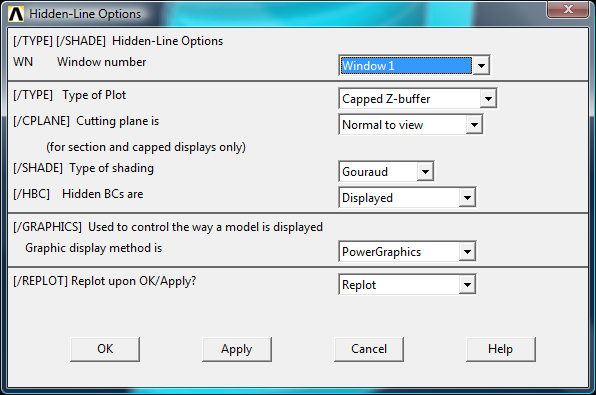 Hidden-Line Options
[/TYPE] [/SHADE] Hidden-Line Options
WN Window number Window 1
[/TYPE] Type of Plot Capped Z-buffer
[/CPLANE] Cutting plane is Normal to view
(for section and capped displays only)
[/SHADE] Type of shading Gouraud
[/HBC] Hidden BCs are Displayed
[/GRAPHICS] Used to control the way a model is displayed
Graphic display method is PowerGraphics
[/REPLOT] Replot upon OK/Apply? Replot
OK Apply Cancel Help